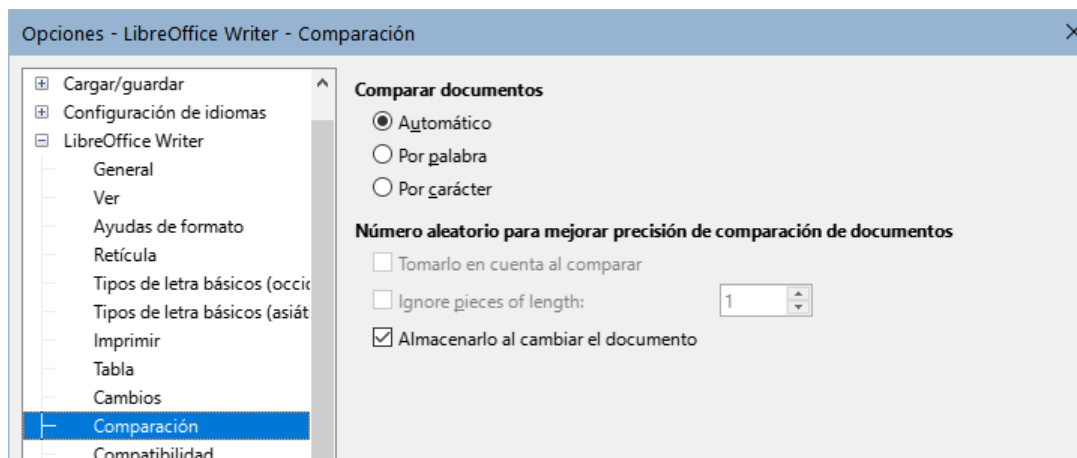 Opciones - LibreOffice Writer - Comparación
Cargar/guardar
Configuración de idiomas
LibreOffice Writer
General
Ver
Ayudas de formato
Retícula
Tipos de letra básicos (occid
Tipos de letra básicos (asiát
Imprimir
Tabla
Cambios
Comparación
Compatibilidad
Comparar documentos
Automático
Por palabra
Por carácter
Número aleatorio para mejorar precisión de comparación de documentos
Tomarlo en cuenta al comparar
Ignore pieces of length: 1
Almacenarlo al cambiar el documento